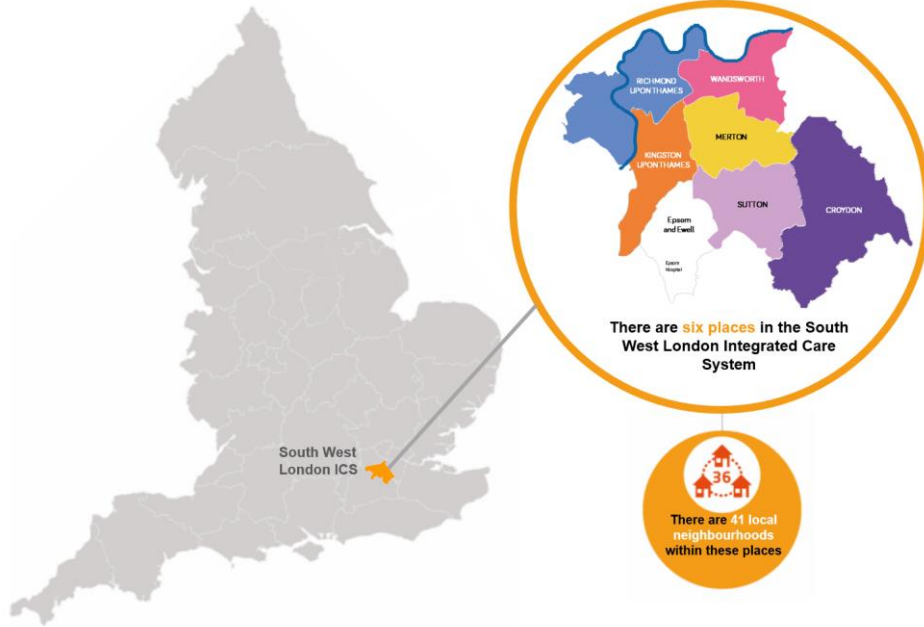 RICHMOND
UPON THAMES
WANDSWORTH
MERTON
KINGSTON
UPON THAMES
SUTTON
CROYDON
Epsom
and Ewell
Epsom
Hospital
There are six places in the South
West London Integrated Care
System
South West
London ICS
36
There are 41 local
neighbourhoods
within these places